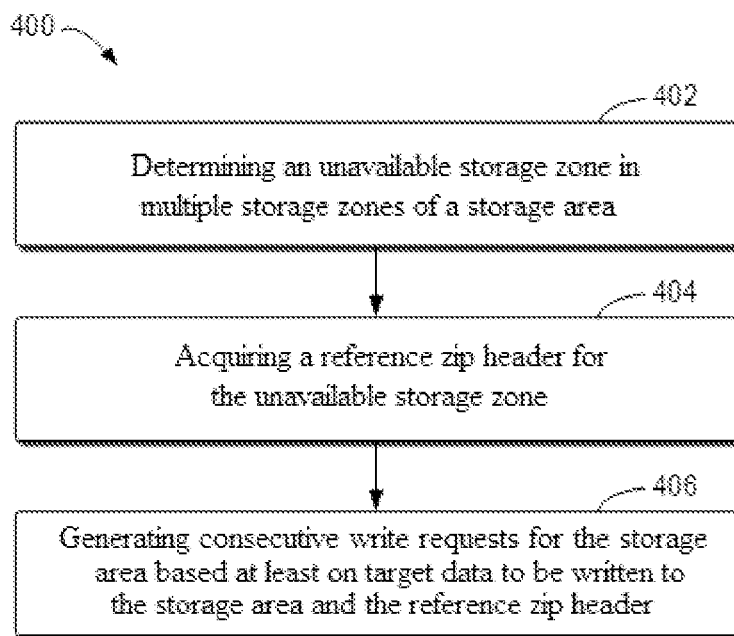 400
402
Determining an unavailable storage zone in
multiple storage zones of a storage area
404
Acquiring a reference zip header for
the unavailable storage zone
406
Generating consecutive write requests for the storage
area based at least on target data to be written to
the storage area and the reference zip header